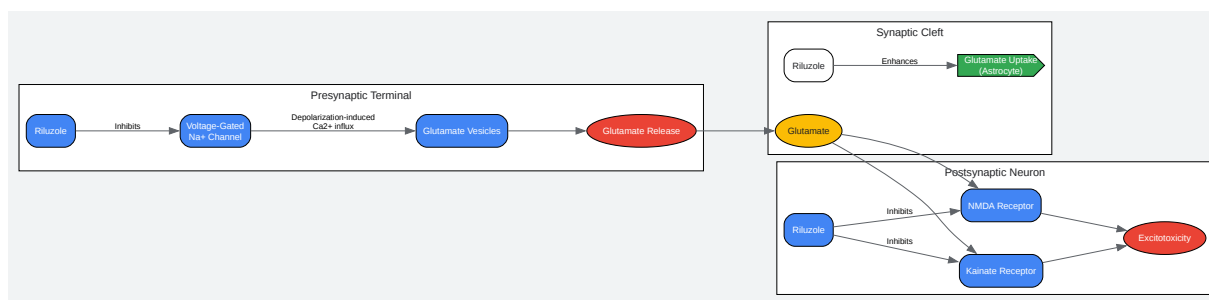 Synaptic Cleft
Riluzole
Enhances
Glutamate Uptake
(Astrocyte)
Presynaptic Terminal
Riluzole
Inhibits
Voltage-Gated
Na+ Channel
Depolarization-induced
Ca2+ influx
Glutamate Vesicles
Glutamate Release
Glutamate
Postsynaptic Neuron
Riluzole
Inhibits
Inhibits
NMDA Receptor
Kainate Receptor
Excitotoxicity